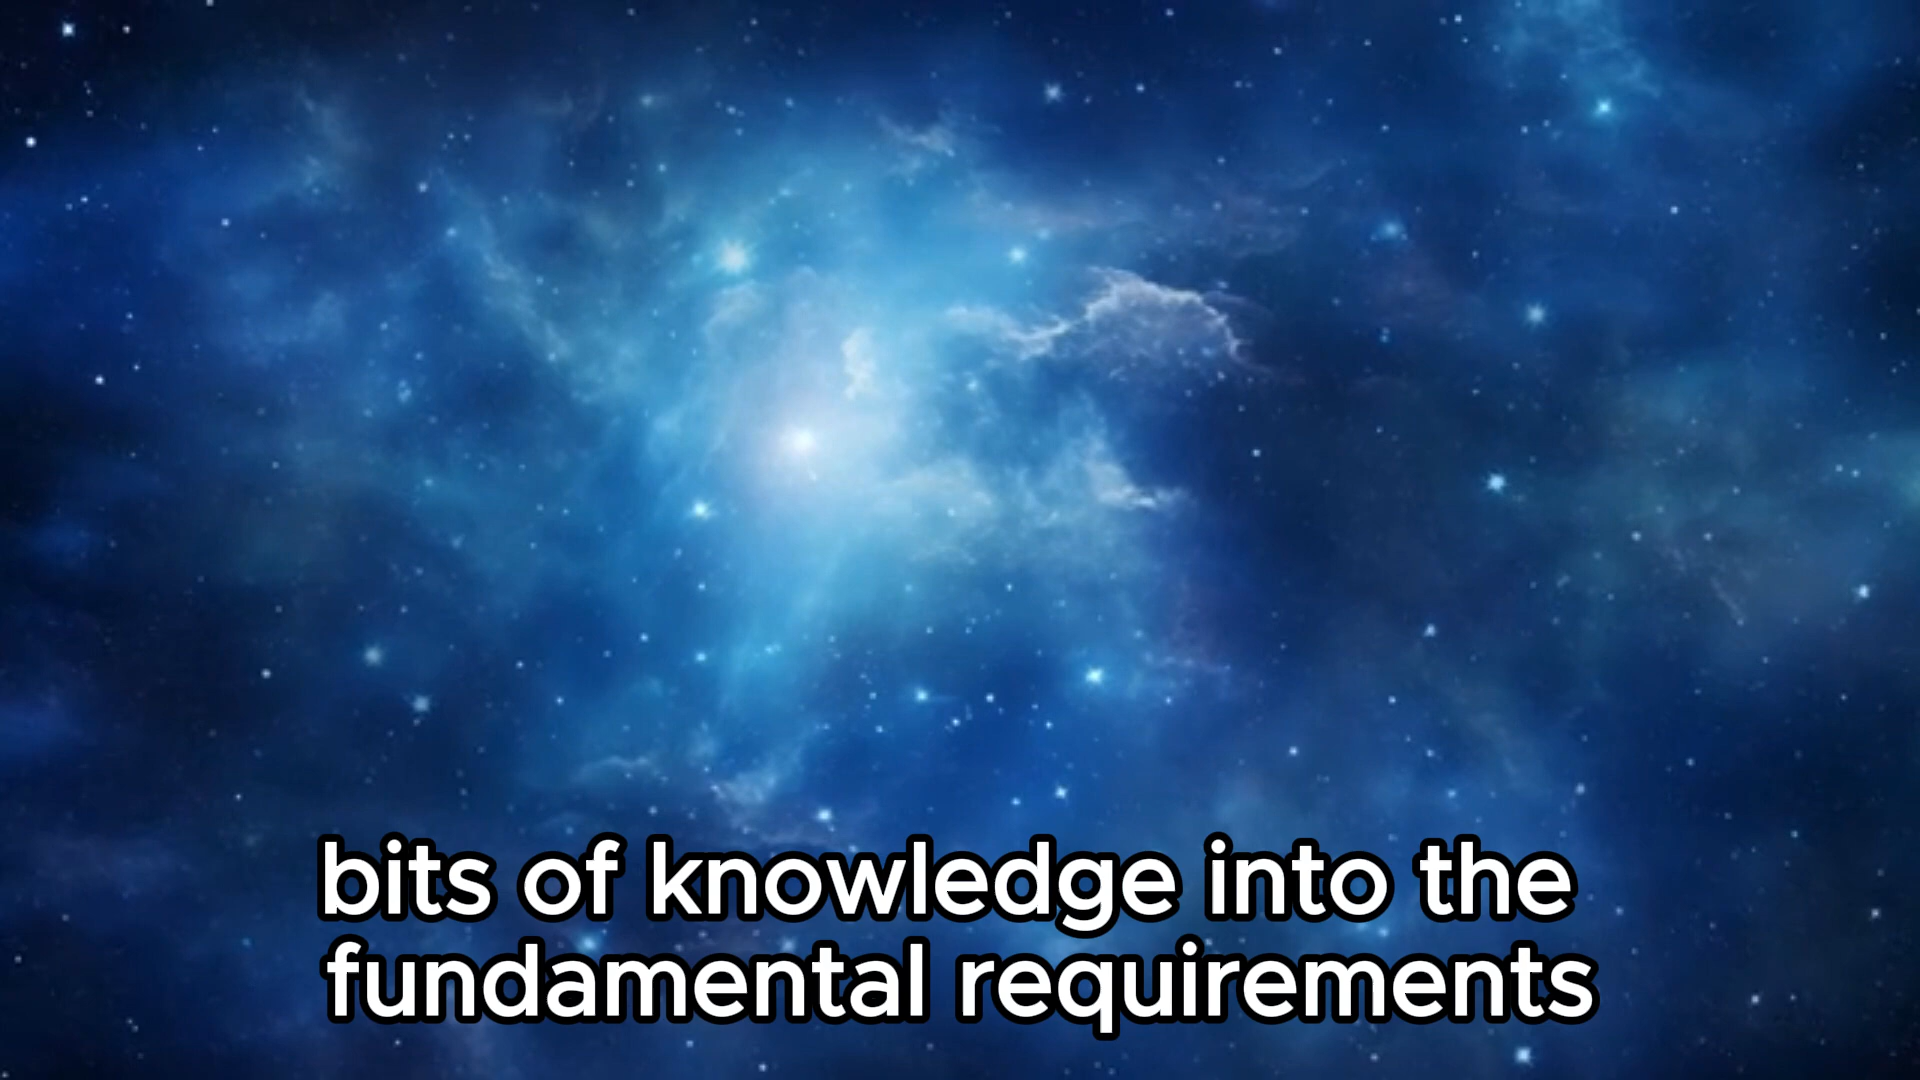 bits of knowledge into the
fundamental requirements